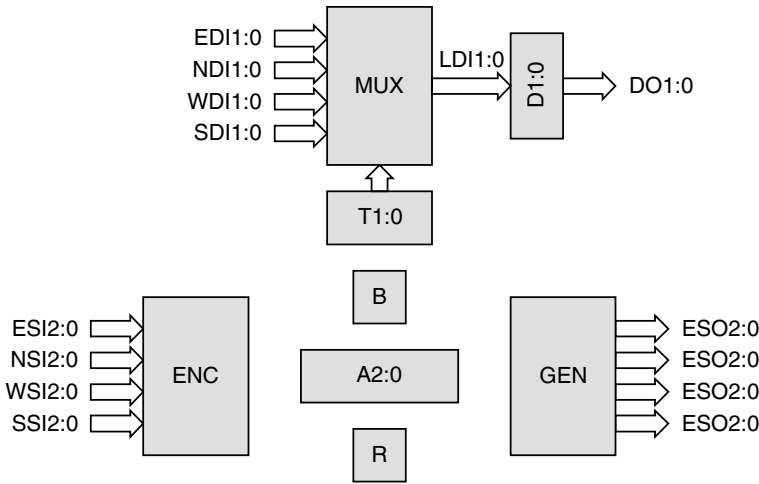 EDI1:0
NDI1:0
WDI1:0
SDI1:0
MUX
LDI1:0
D1:0
DO1:0
T1:0
B
ESI2:0
NSI2:0
WSI2:0
SSI2:0
ENC
A2:0
GEN
ESO2:0
ESO2:0
ESO2:0
ESO2:0
R